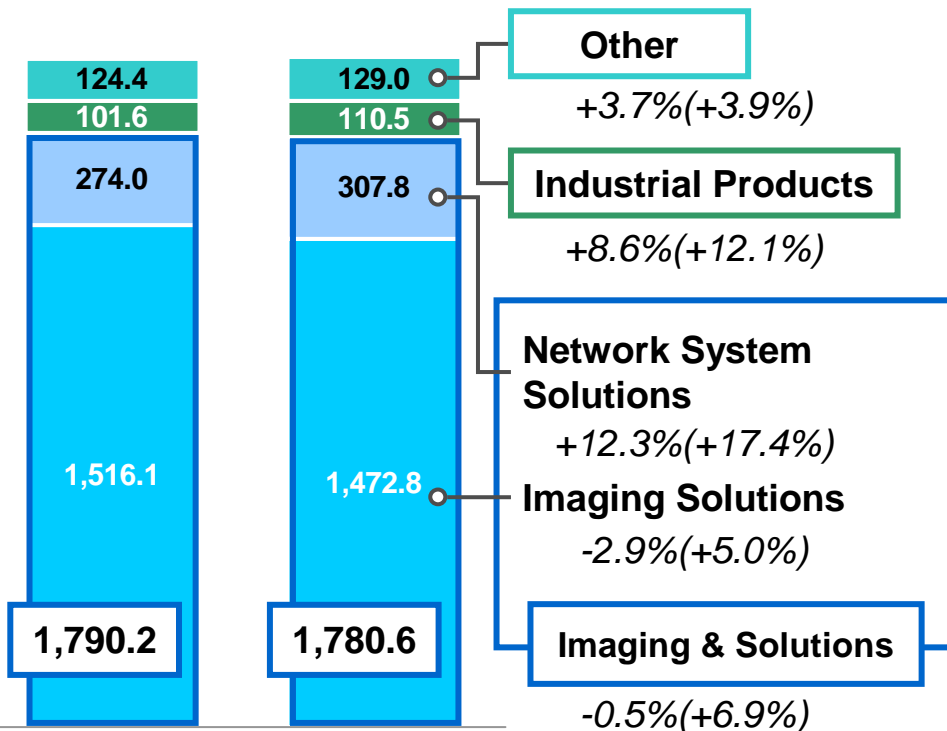 Other
124.4
129.0
+3.7%(+3.9%)
101.6
110.5
Industrial Products
274.0
307.8
+8.6%(+12.1%)
Network System
Solutions
+12.3%(+17.4%)
1,516.1
1,472.8
Imaging Solutions
-2.9%(+5.0%)
1,790.2
1,780.6
Imaging & Solutions
-0.5%(+6.9%)